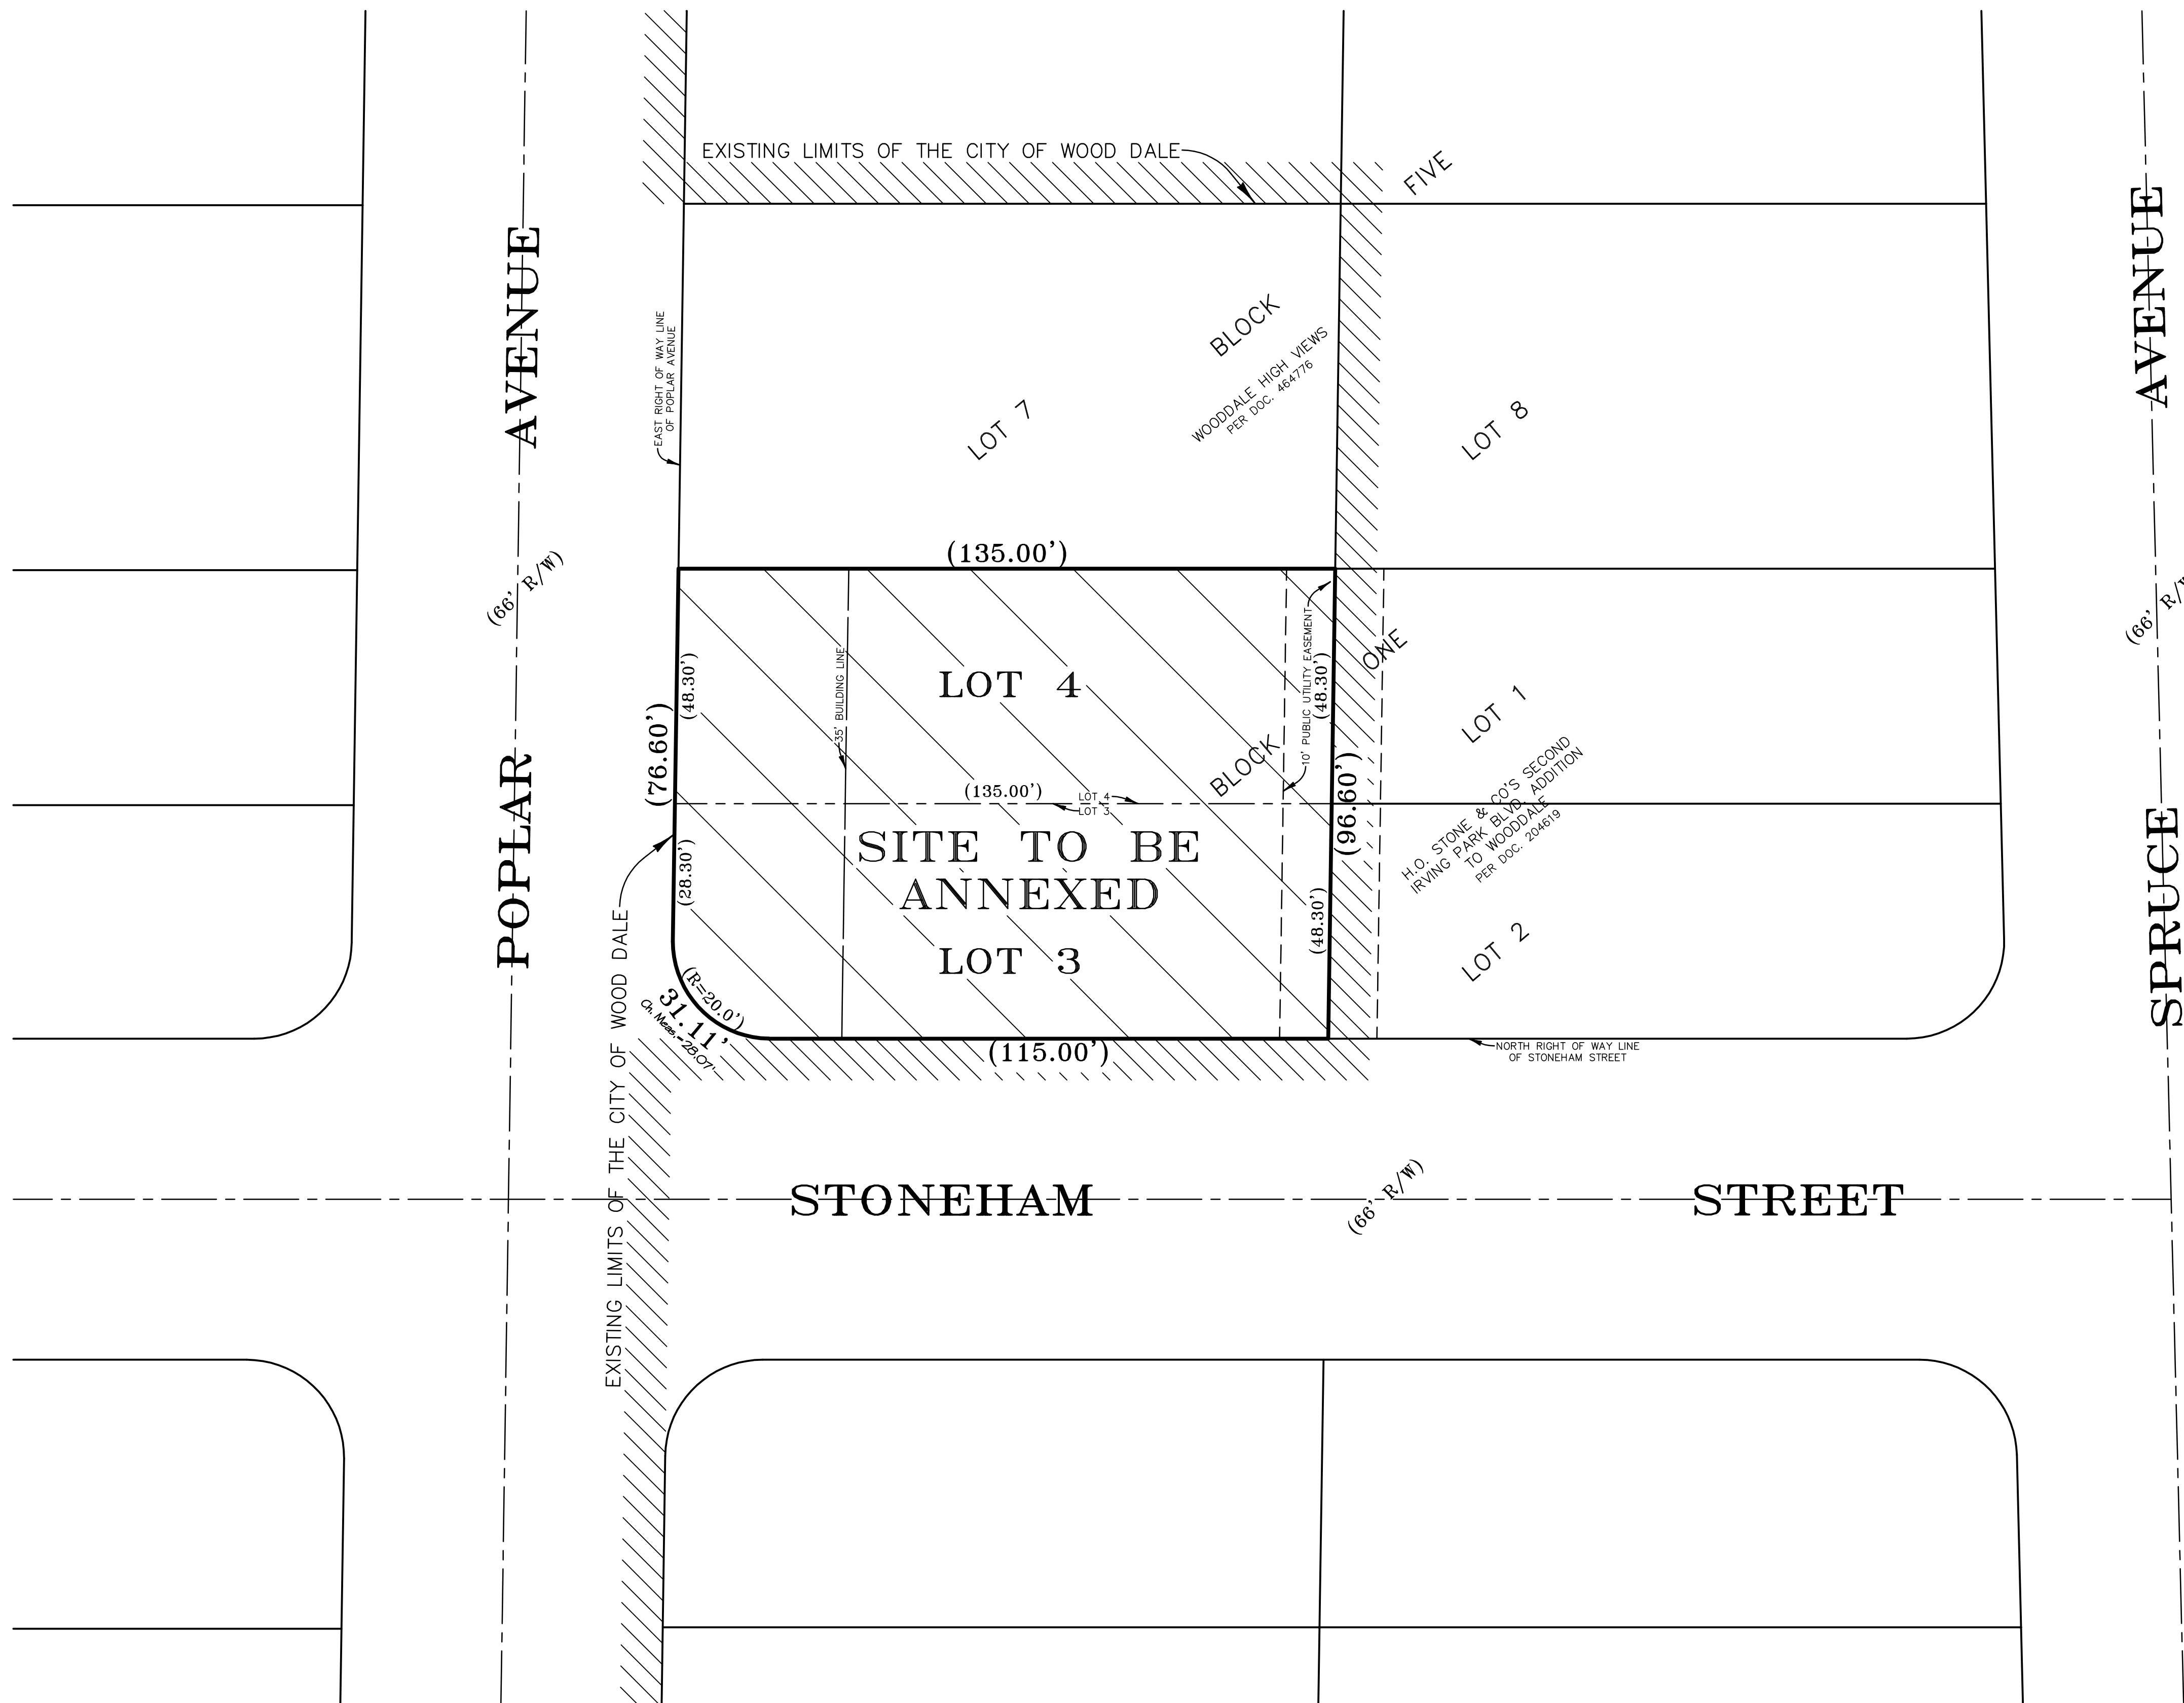 EXISTING LIMITS OF THE CITY OF WOOD DALE
FIVE
AVENUE
AVENUE
BLOCK
WOODDALE HIGH VIEWS
PER DOC. 464776
EAST RIGHT OF WAY LINE
OF POPLAR AVENUE
LOT 7
LOT 8
(135.00')
(66' R/W)
ONE
LOT 4
(48.30')
(48.30')
35' BUILDING LINE
10' PUBLIC UTILITY EASEMENT
LOT 1
(76.60')
BLOCK
(96.60')
(135.00')
LOT 4
LOT 3
H.O. STONE & CO'S SECOND
IRVING PARK BLVD. ADDITION
TO WOODDALE
PER DOC. 204619
SITE TO BE
ANNEXED
(28.30')
(48.30')
POPLAR
SPRUCE
LOT 3
LOT 2
(R=20.0')
31.11'
Ch. Meas.=28.07'
(115.00')
NORTH RIGHT OF WAY LINE
OF STONEHAM STREET
EXISTING LIMITS OF THE CITY OF WOOD DALE
STONEHAM
(66' R/W)
STREET